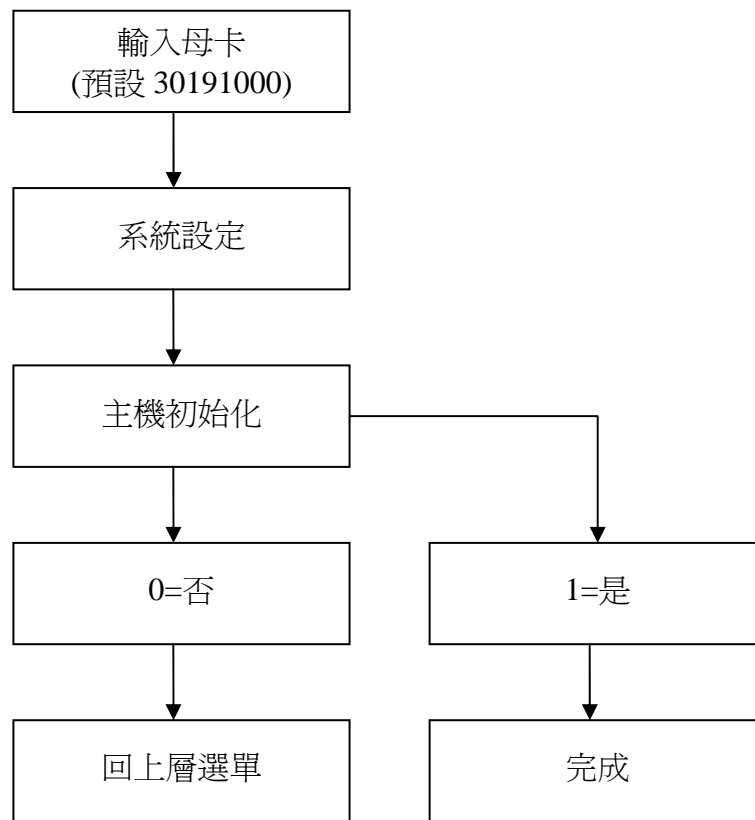 輸入母卡
(預設 30191000)
系統設定
主機初始化
0=否
1=是
回上層選單
完成